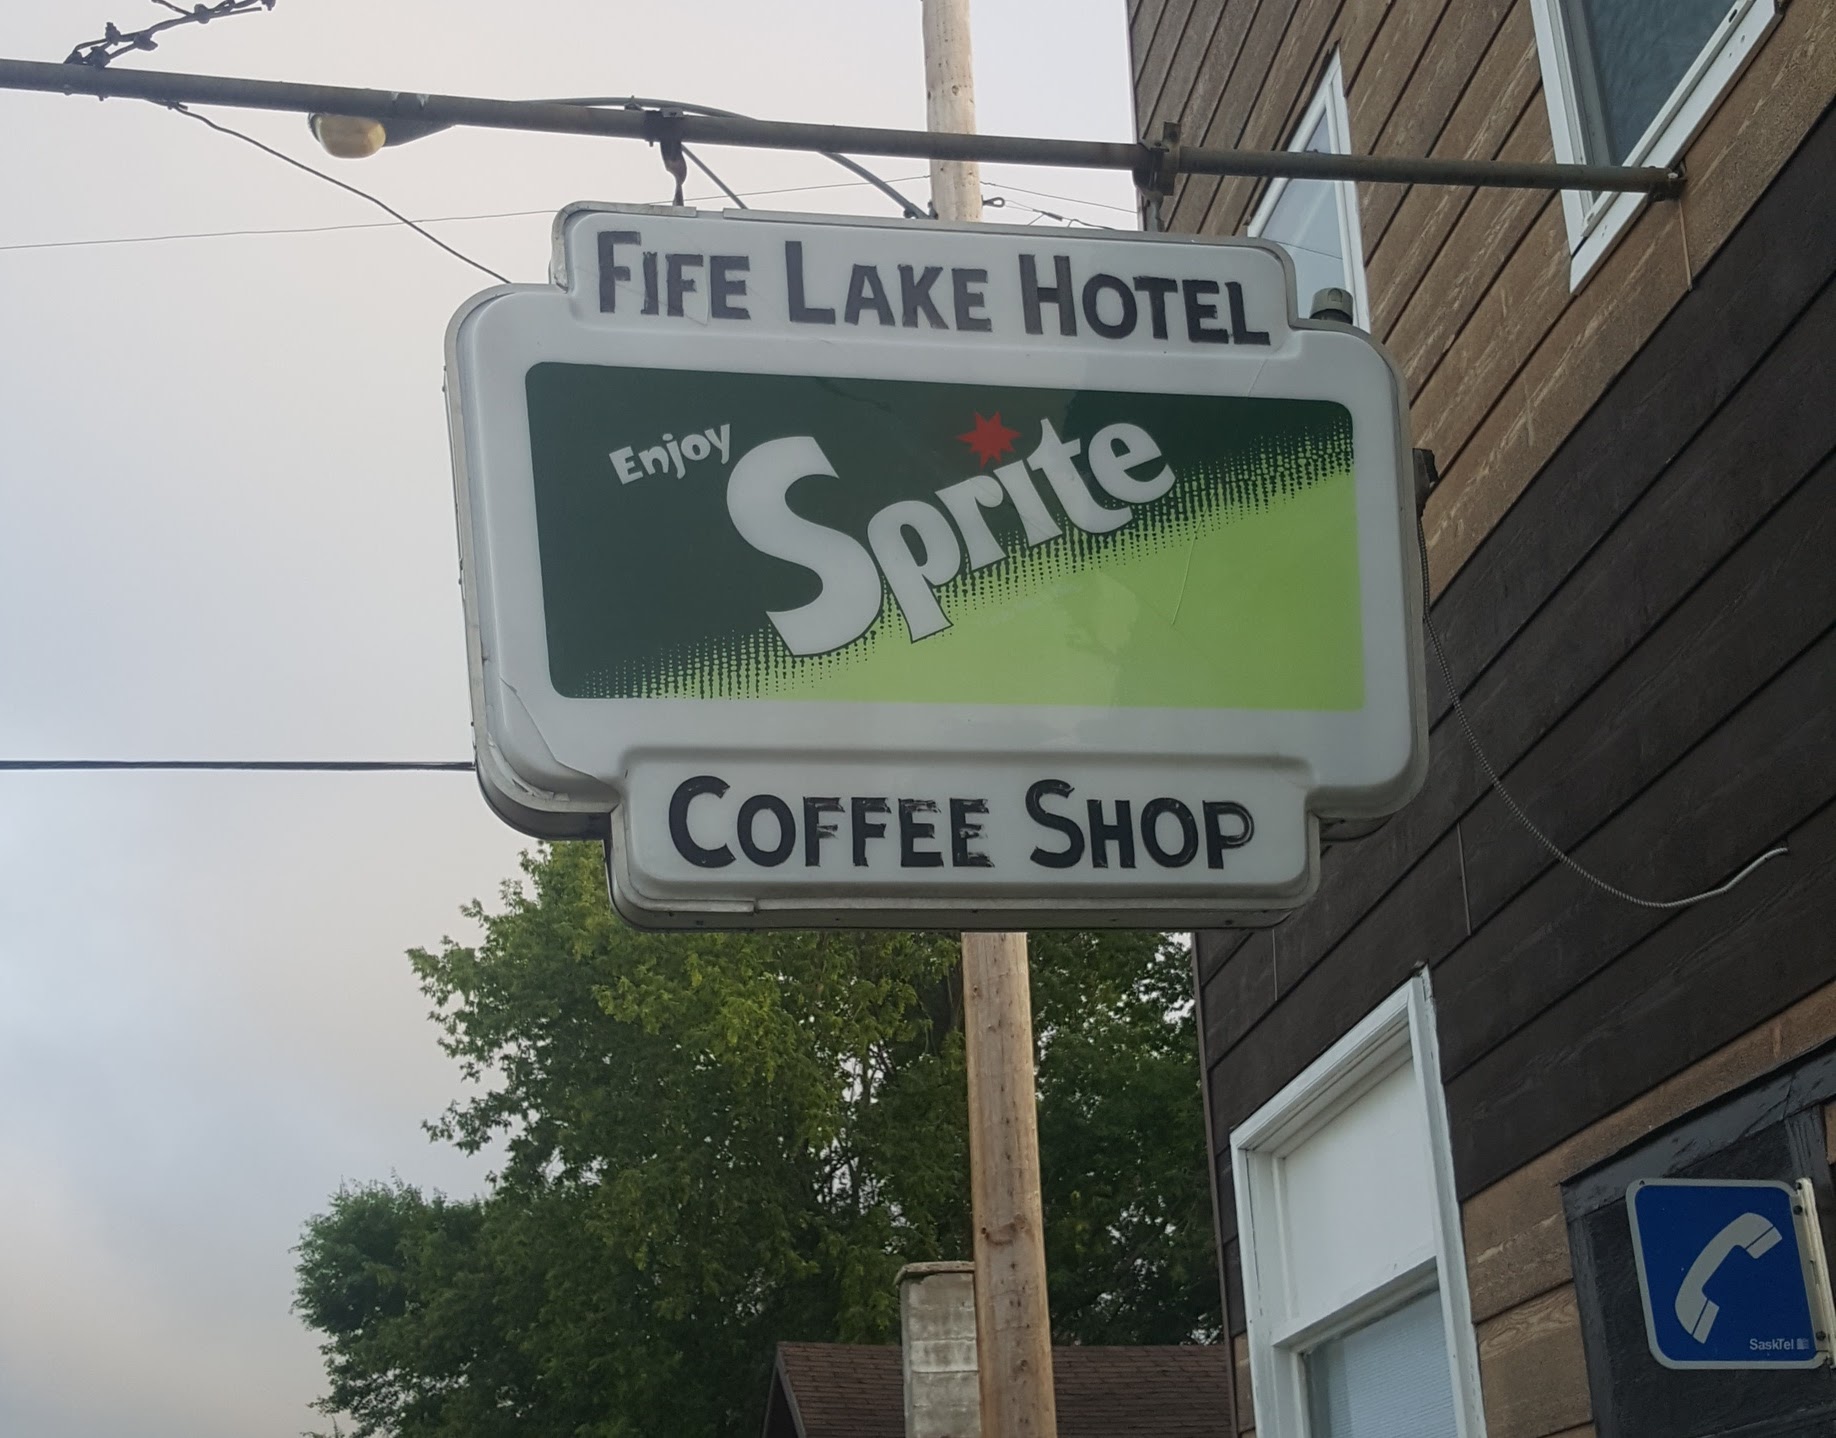 FIFE LAKE HOTEL
Enjoy
Sprite
COFFEE SHOP
SaskTel